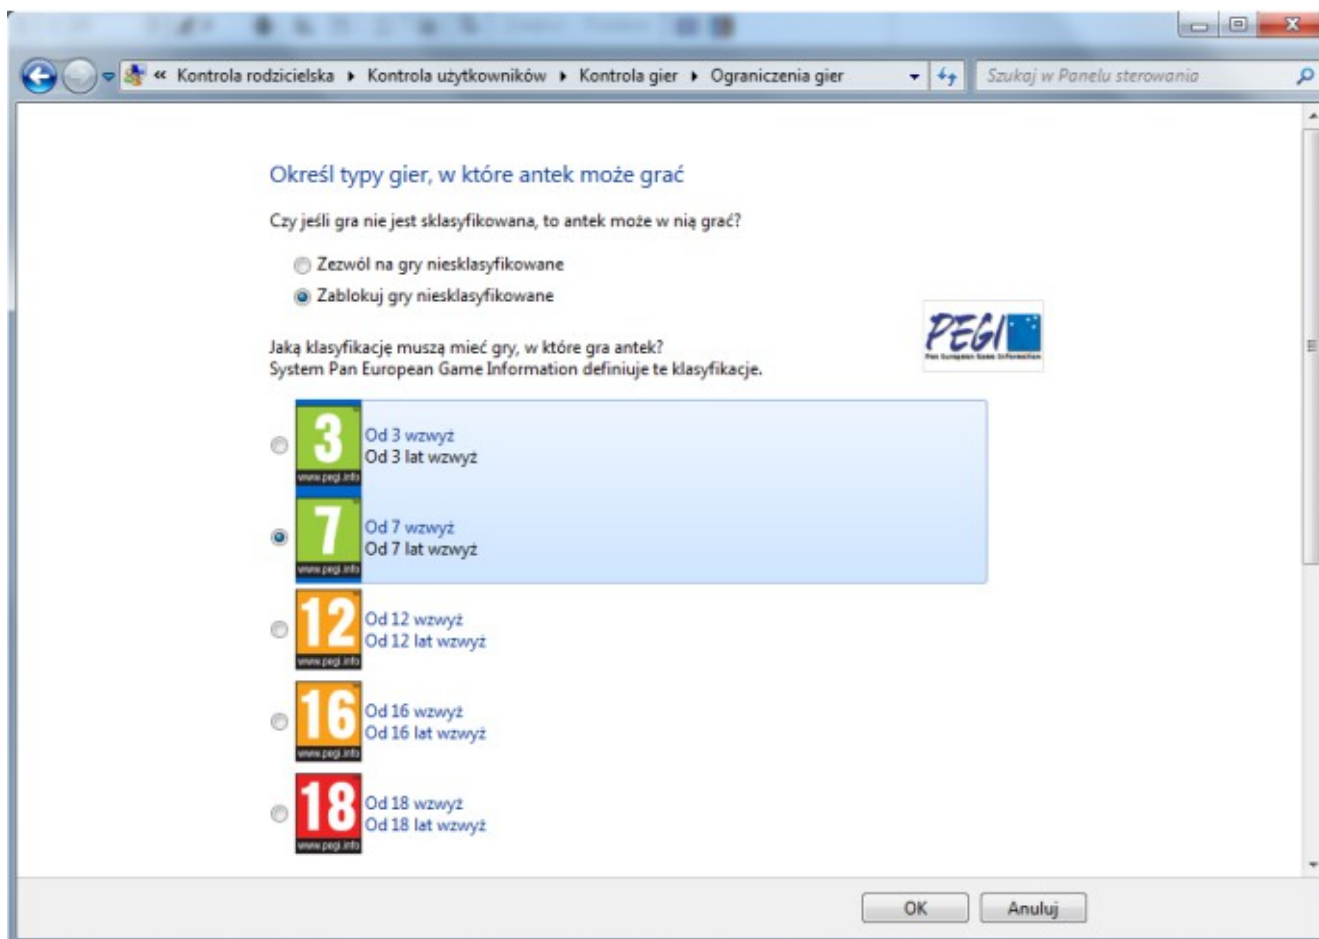 « Kontrola rodzicielska ▸ Kontrola użytkowników ▸ Kontrola gier ▸ Ograniczenia gier
Szukaj w Panelu sterowania
Określ typy gier, w które antek może grać
Czy jeśli gra nie jest sklasyfikowana, to antek może w nią grać?
Zezwól na gry niesklasyfikowane
Zablokuj gry niesklasyfikowane
PEGI
Pan European Game Information
Jaką klasyfikację muszą mieć gry, w które gra antek?
System Pan European Game Information definiuje te klasyfikacje.
3
www.pegi.info
Od 3 wzwyż
Od 3 lat wzwyż
7
www.pegi.info
Od 7 wzwyż
Od 7 lat wzwyż
12
www.pegi.info
Od 12 wzwyż
Od 12 lat wzwyż
16
www.pegi.info
Od 16 wzwyż
Od 16 lat wzwyż
18
www.pegi.info
Od 18 wzwyż
Od 18 lat wzwyż
OK
Anuluj